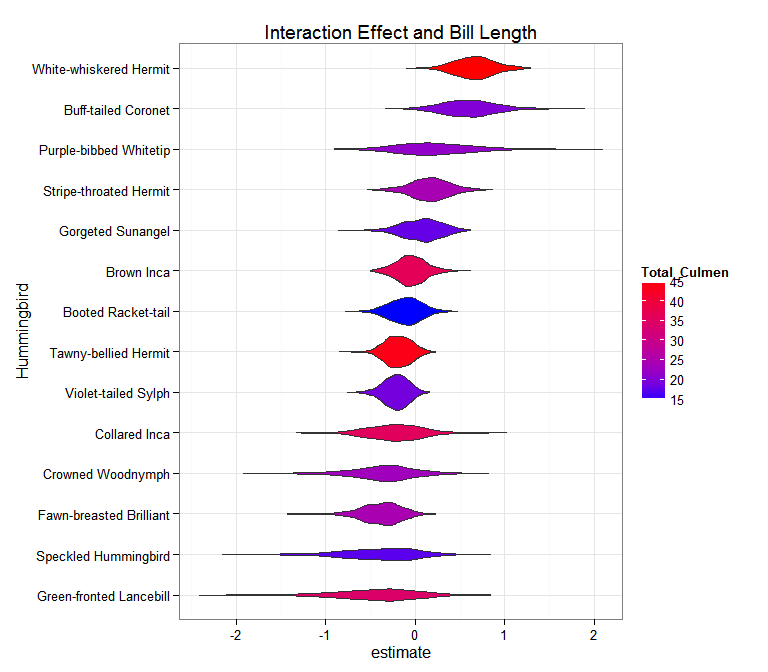 Interaction Effect and Bill Length
White-whiskered Hermit
Buff-tailed Coronet
Purple-bibbed Whitetip
Stripe-throated Hermit
Gorgeted Sunangel
Brown Inca
Booted Racket-tail
Tawny-bellied Hermit
Violet-tailed Sylph
Collared Inca
Crowned Woodnymph
Fawn-breasted Brilliant
Speckled Hummingbird
Green-fronted Lancebill
Hummingbird
-2 -1 0 1 2
estimate
Total_Culmen
45
40
35
30
25
20
15